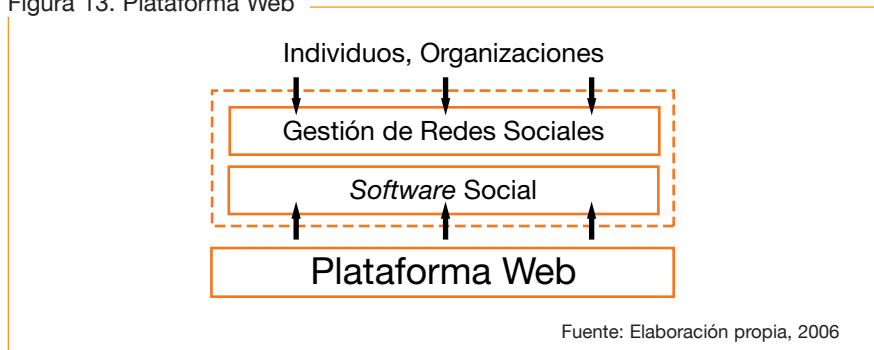 Figura 13. Plataforma Web
Individuos, Organizaciones
Gestión de Redes Sociales
Software Social
Plataforma Web
Fuente: Elaboración propia, 2006